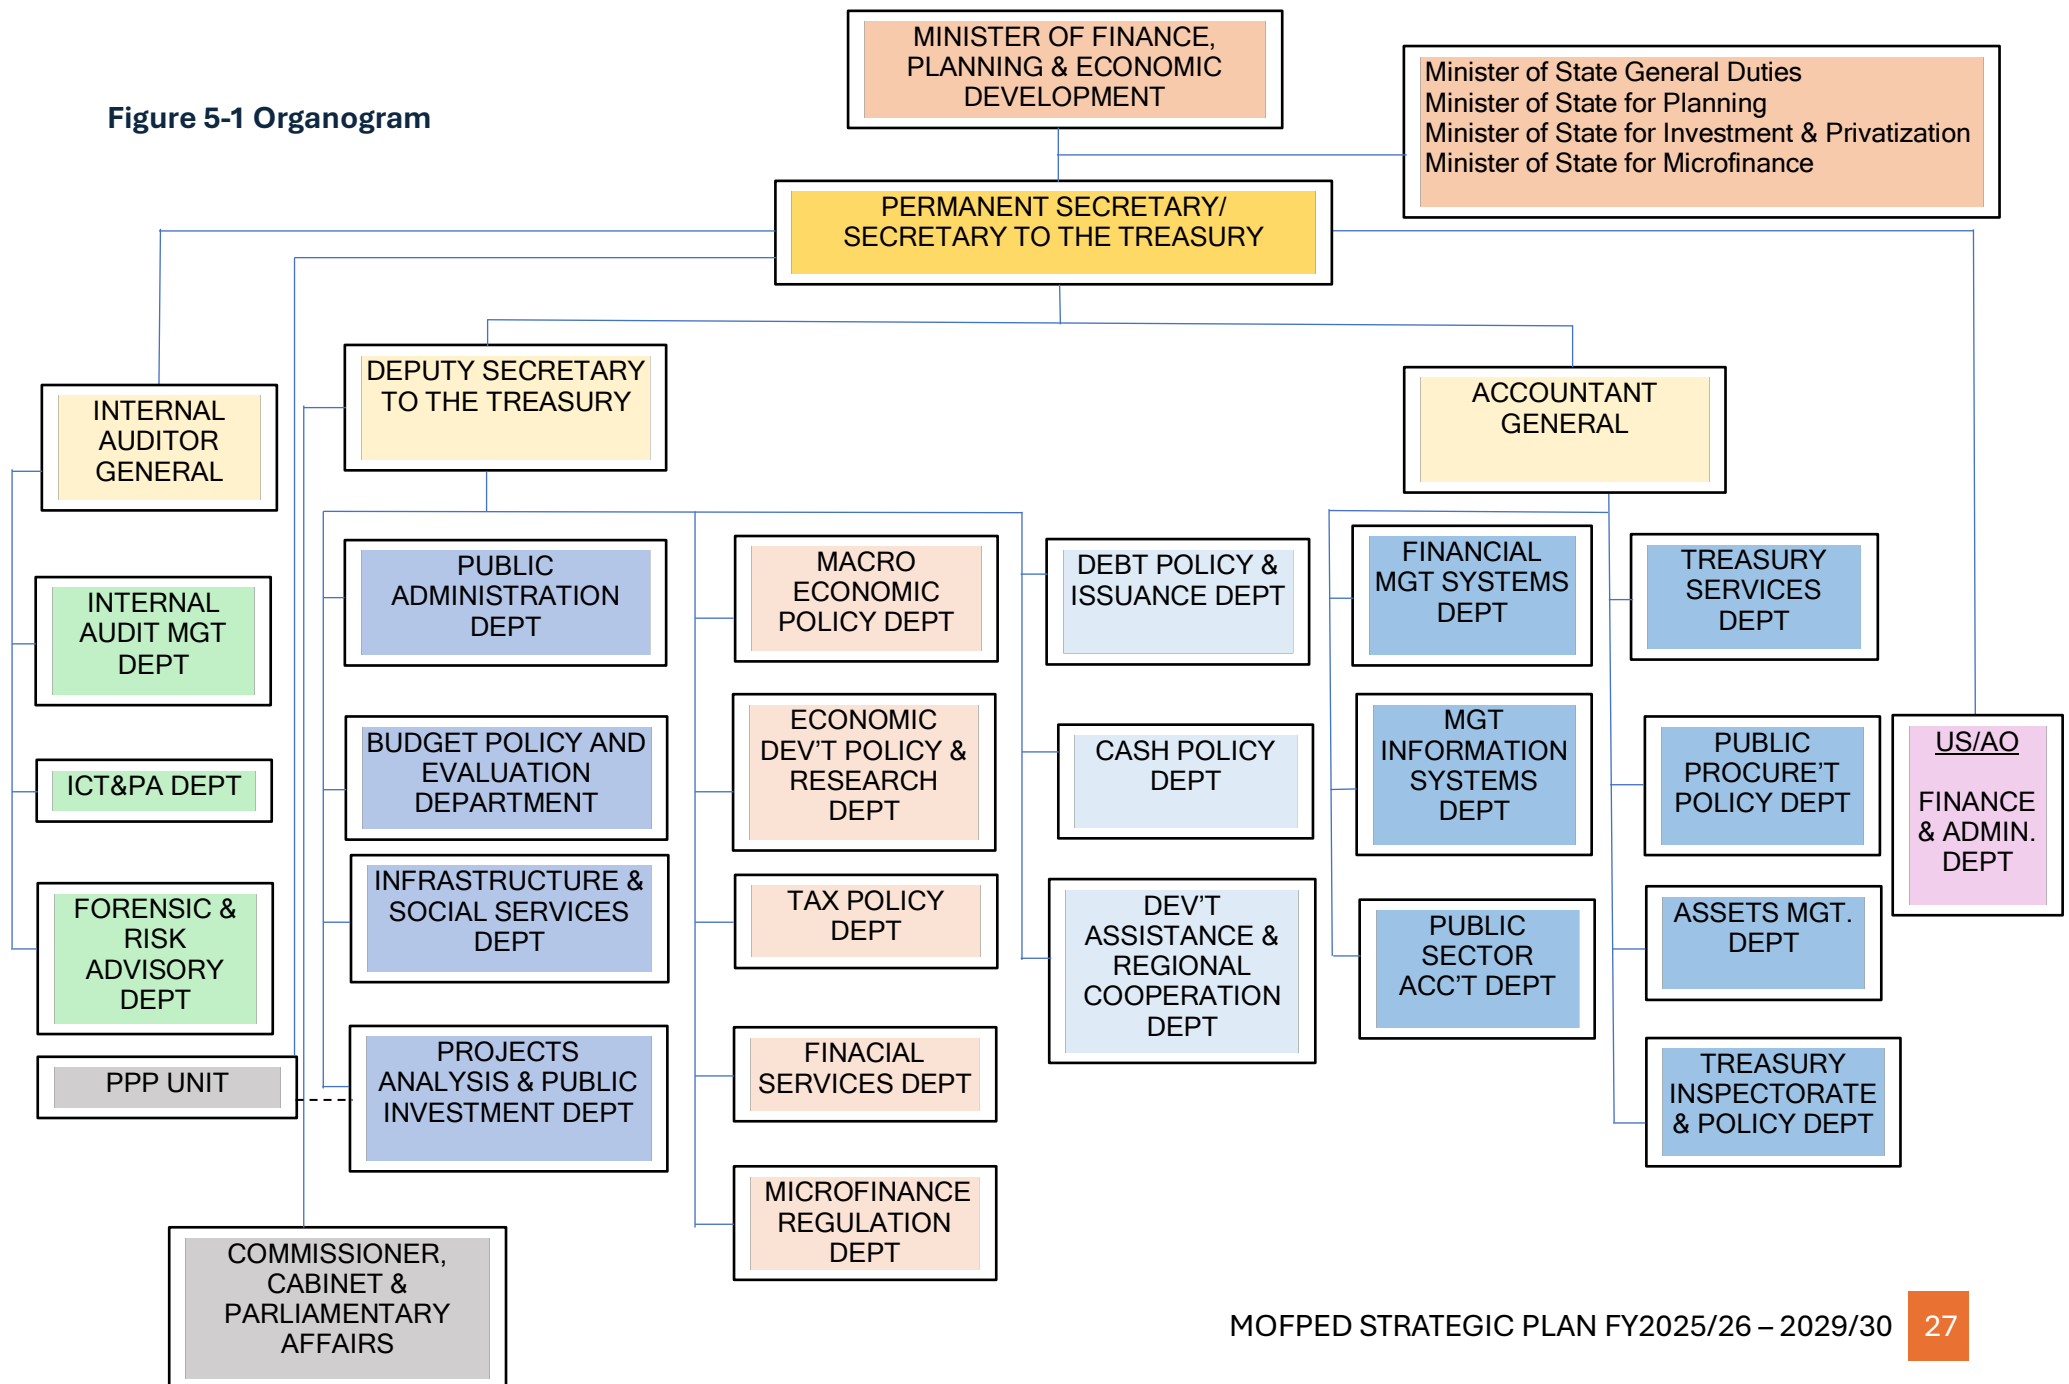 MINISTER OF FINANCE,
PLANNING & ECONOMIC
DEVELOPMENT
Minister of State General Duties
Minister of State for Planning
Minister of State for Investment & Privatization
Minister of State for Microfinance
Figure 5-1 Organogram
PERMANENT SECRETARY/
SECRETARY TO THE TREASURY
DEPUTY SECRETARY
TO THE TREASURY
ACCOUNTANT
GENERAL
INTERNAL
AUDITOR
GENERAL
INTERNAL
AUDIT MGT
DEPT
ICT&PA DEPT
FORENSIC &
RISK
ADVISORY
DEPT
PPP UNIT
PUBLIC
ADMINISTRATION
DEPT
BUDGET POLICY AND
EVALUATION
DEPARTMENT
INFRASTRUCTURE &
SOCIAL SERVICES
DEPT
PROJECTS
ANALYSIS & PUBLIC
INVESTMENT DEPT
MACRO
ECONOMIC
POLICY DEPT
ECONOMIC
DEV'T POLICY &
RESEARCH
DEPT
TAX POLICY
DEPT
FINACIAL
SERVICES DEPT
MICROFINANCE
REGULATION
DEPT
DEBT POLICY &
ISSUANCE DEPT
CASH POLICY
DEPT
DEV'T
ASSISTANCE &
REGIONAL
COOPERATION
DEPT
FINANCIAL
MGT SYSTEMS
DEPT
MGT
INFORMATION
SYSTEMS
DEPT
PUBLIC
SECTOR
ACC'T DEPT
TREASURY
SERVICES
DEPT
PUBLIC
PROCURE'T
POLICY DEPT
ASSETS MGT.
DEPT
TREASURY
INSPECTORATE
& POLICY DEPT
US/AO
FINANCE
& ADMIN.
DEPT
COMMISSIONER,
CABINET &
PARLIAMENTARY
AFFAIRS
MOFPED STRATEGIC PLAN FY2025/26 – 2029/30 27